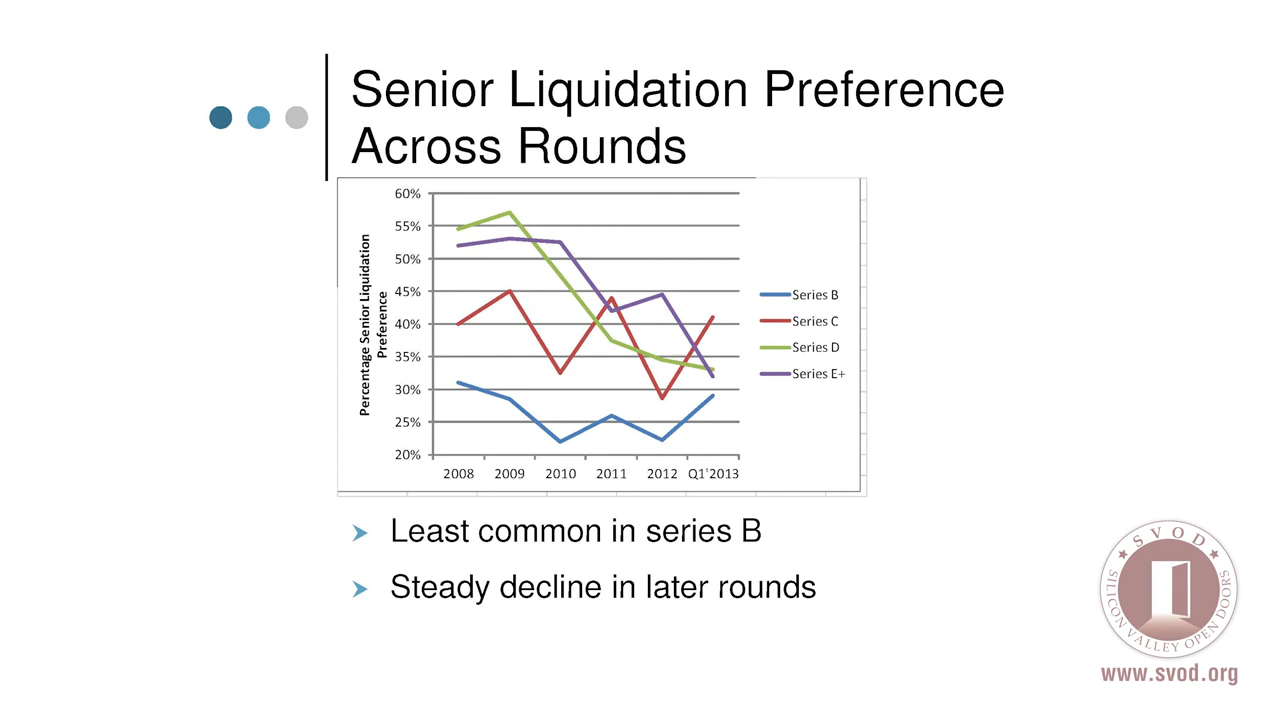 Senior Liquidation Preference
Across Rounds
Percentage Senior Liquidation
Preference
60%
55%
50%
45%
40%
35%
30%
25%
20%
2008 2009 2010 2011 2012 Q1'2013
Series B
Series C
Series D
Series E+
Least common in series B
Steady decline in later rounds
SVOD
SILICON VALLEY OPEN DOORS
www.svod.org